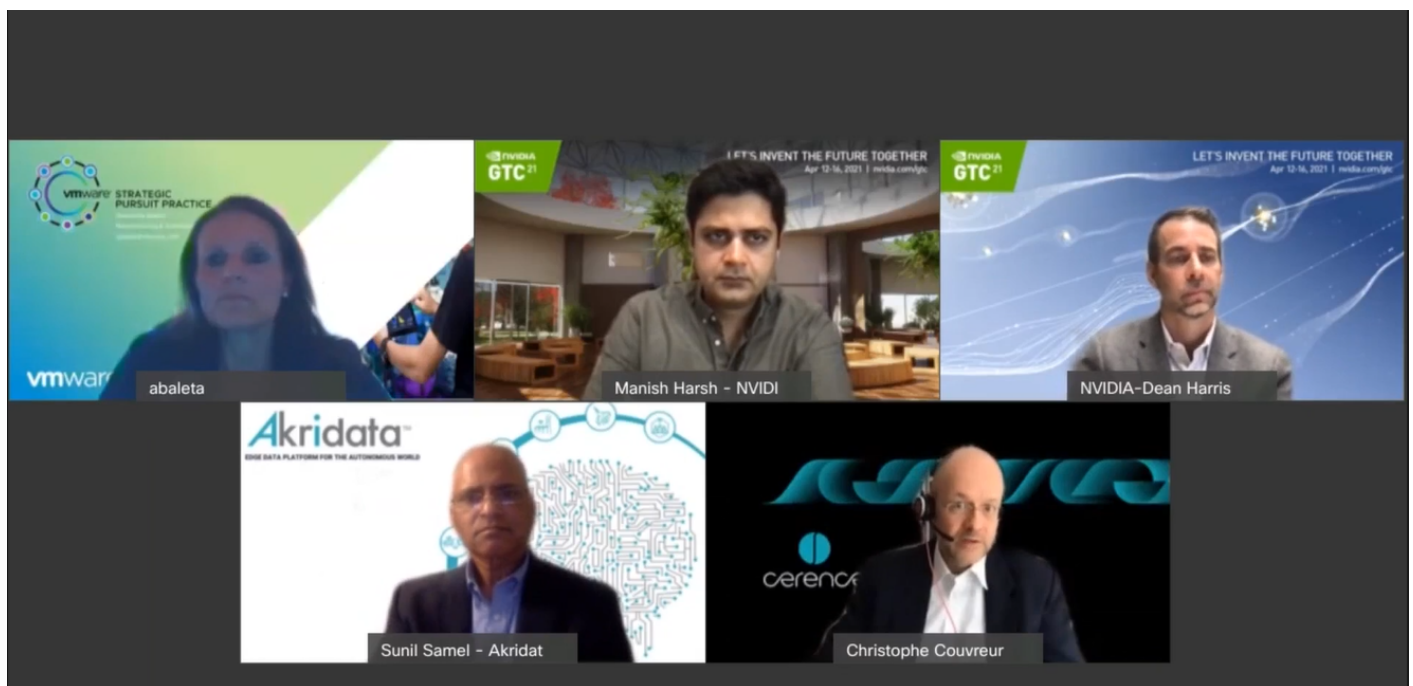 vmware STRATEGIC
PURSUIT PRACTICE
vmwar
abaleta
NVIDIA
GTC 21
LET'S INVENT THE FUTURE TOGETHER
Apr 12-16, 2021 | nvidia.com/gtc
Manish Harsh - NVIDI
NVIDIA
GTC 21
LET'S INVENT THE FUTURE TOGETHER
Apr 12-16, 2021 | nvidia.com/gtc
NVIDIA-Dean Harris
Akridata™
EDGE DATA PLATFORM FOR THE AUTONOMOUS WORLD
Sunil Samel - Akridat
cerence
Christophe Couvreur